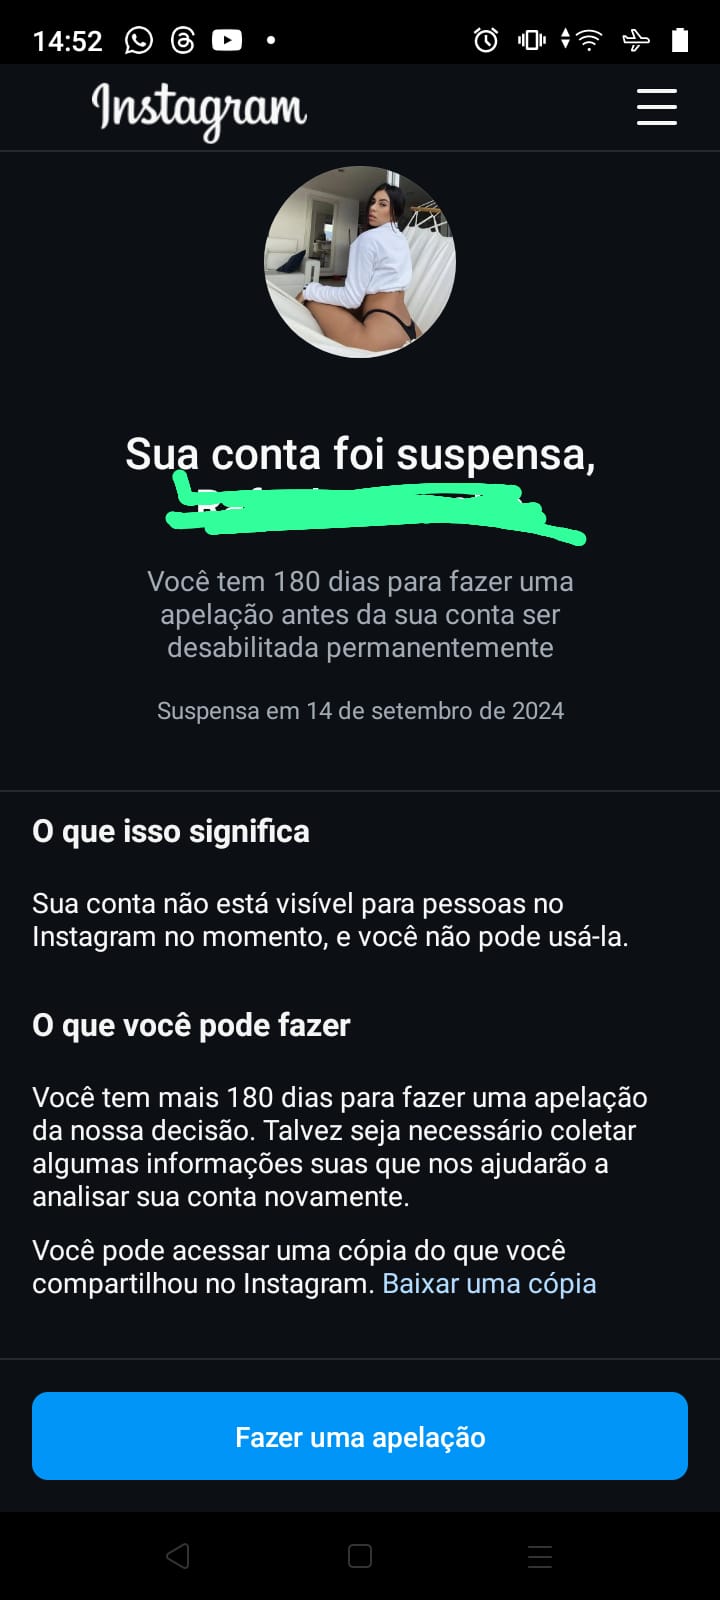 14:52
Instagram
Sua conta foi suspensa,
Você tem 180 dias para fazer uma
apelação antes da sua conta ser
desabilitada permanentemente
Suspensa em 14 de setembro de 2024
O que isso significa
Sua conta não está visível para pessoas no
Instagram no momento, e você não pode usá-la.
O que você pode fazer
Você tem mais 180 dias para fazer uma apelação
da nossa decisão. Talvez seja necessário coletar
algumas informações suas que nos ajudarão a
analisar sua conta novamente.
Você pode acessar uma cópia do que você
compartilhou no Instagram. Baixar uma cópia
Fazer uma apelação